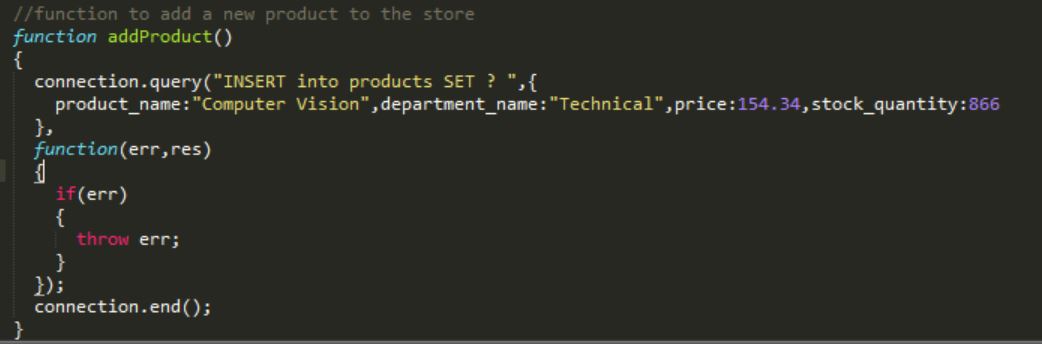 //function to add a new product to the store
function addProduct()
{
  connection.query("INSERT into products SET ? ",{
    product_name:"Computer Vision",department_name:"Technical",price:154.34,stock_quantity:866
  },
  function(err,res)
  {
    if(err)
    {
      throw err;
    }
  });
  connection.end();
}